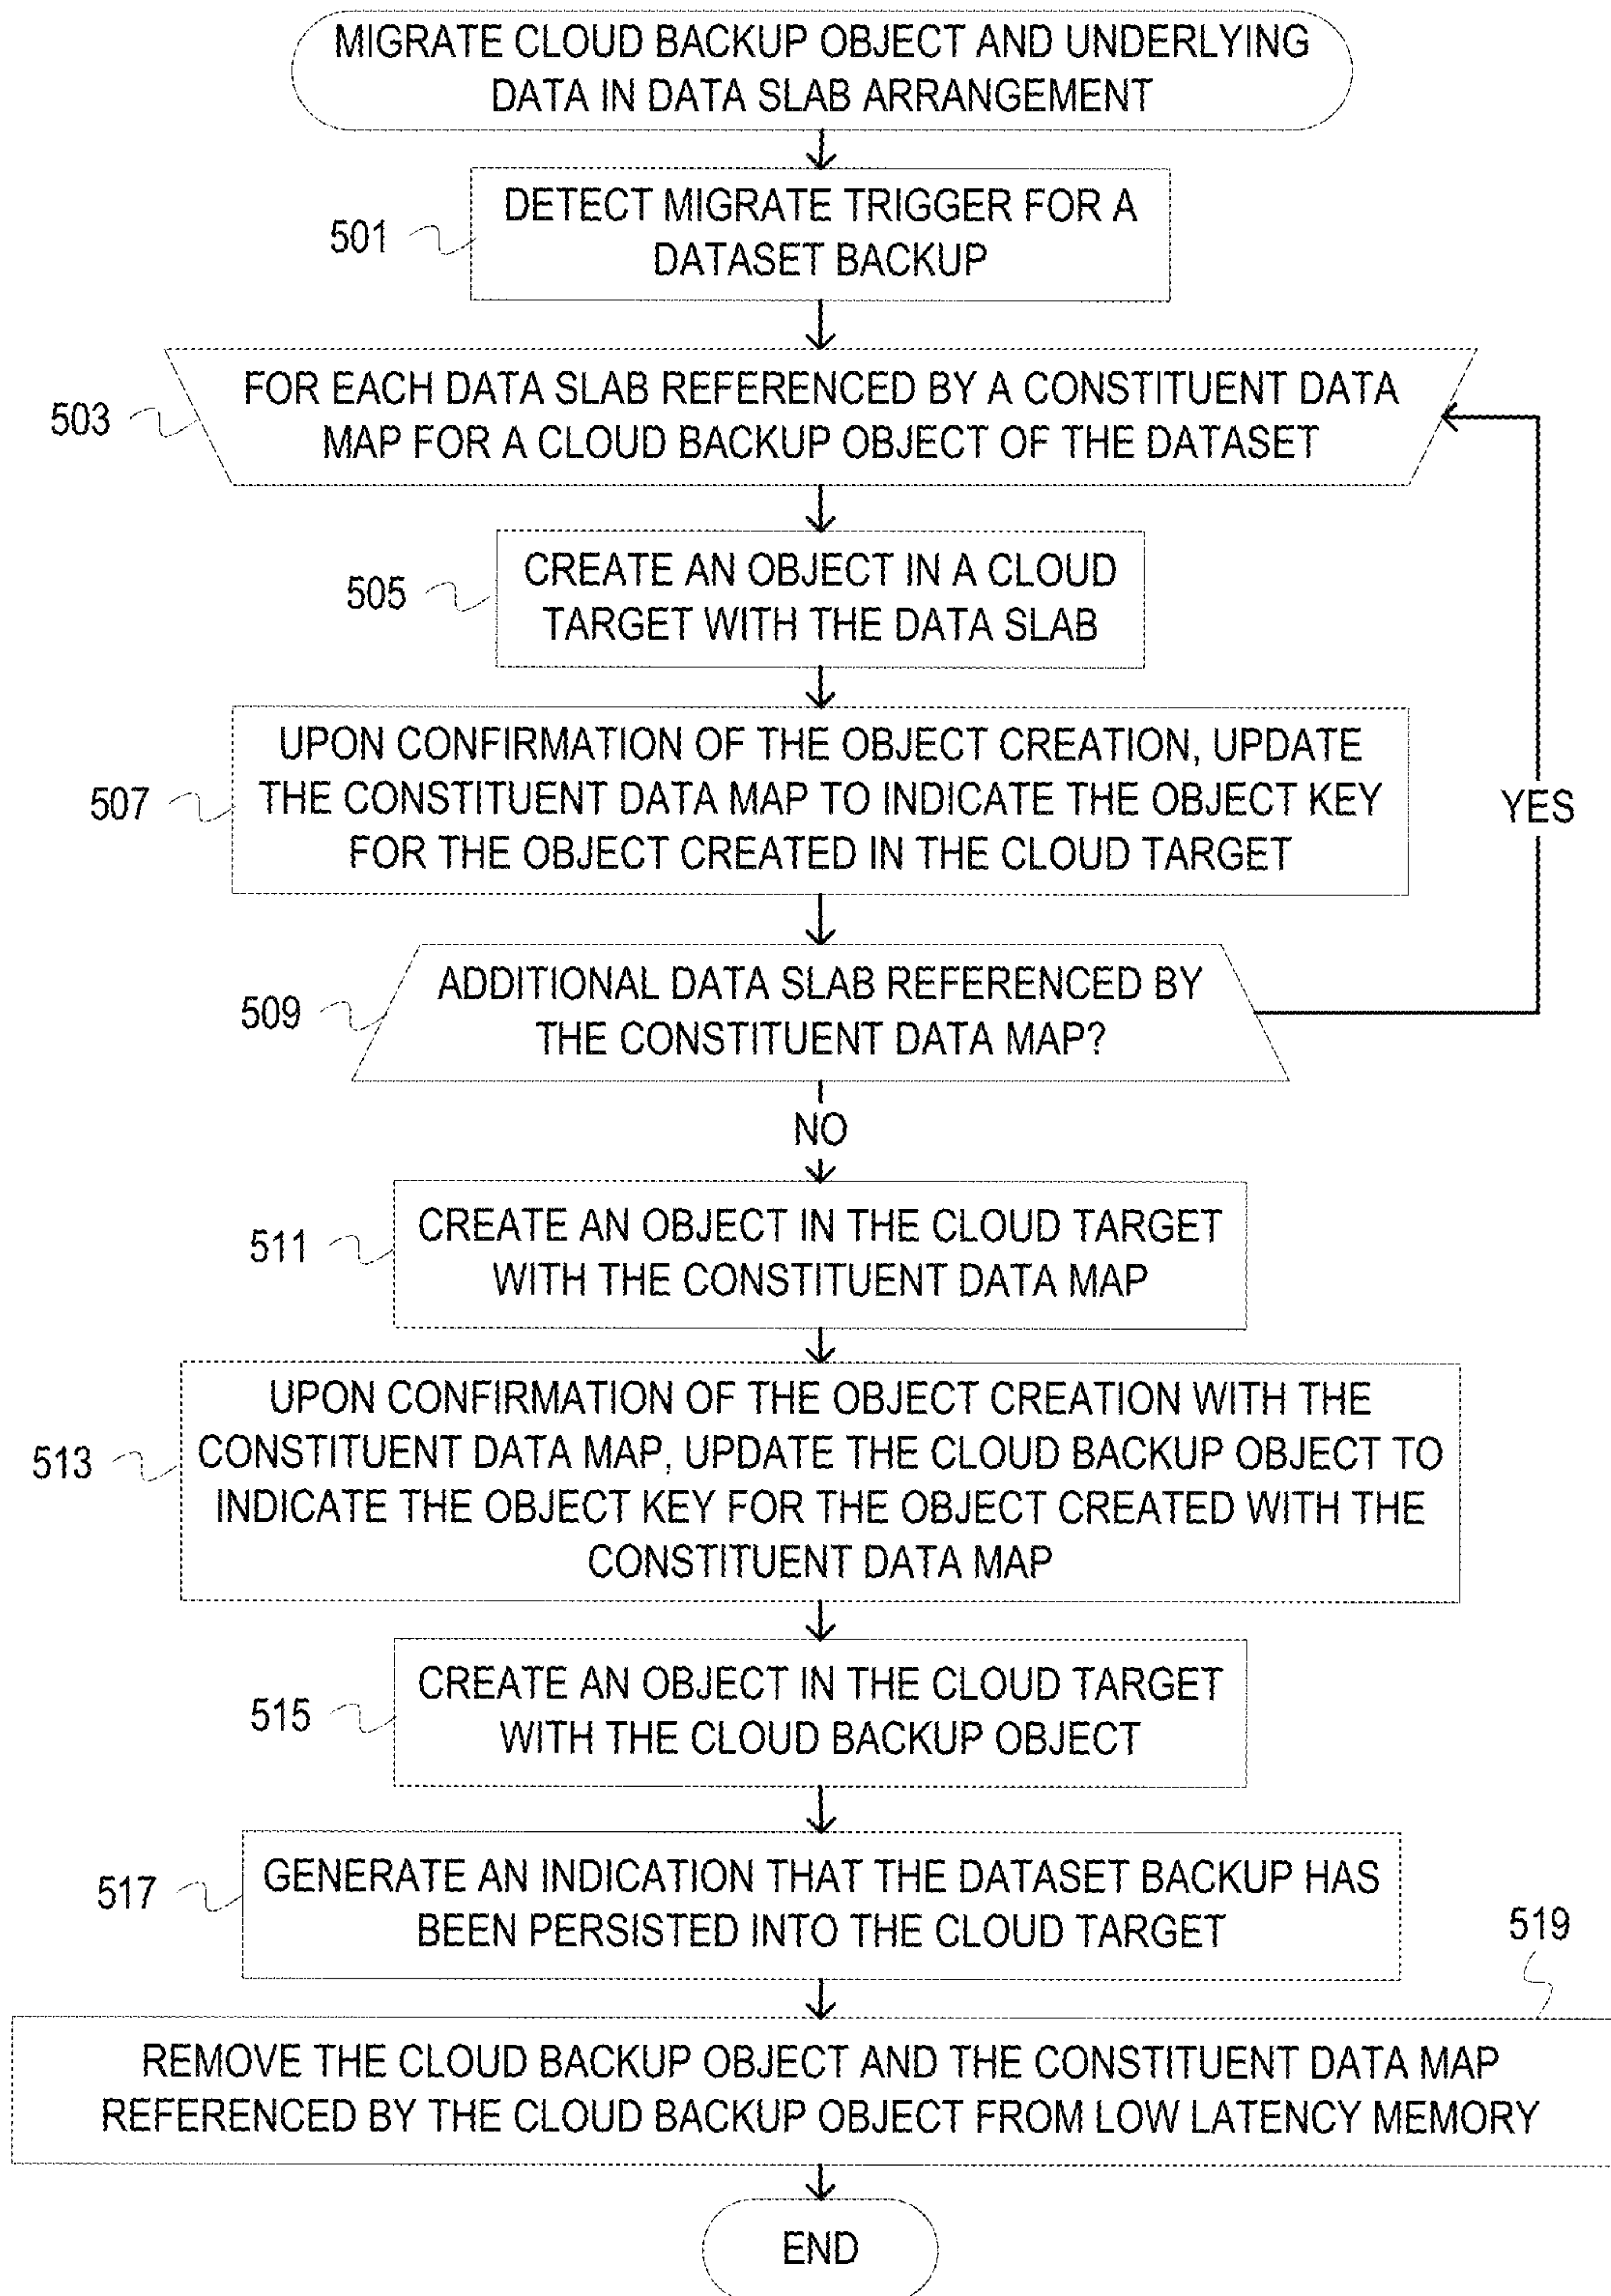 MIGRATE CLOUD BACKUP OBJECT AND UNDERLYING
DATA IN DATA SLAB ARRANGEMENT
501
DETECT MIGRATE TRIGGER FOR A
DATASET BACKUP
503
FOR EACH DATA SLAB REFERENCED BY A CONSTITUENT DATA
MAP FOR A CLOUD BACKUP OBJECT OF THE DATASET
505
CREATE AN OBJECT IN A CLOUD
TARGET WITH THE DATA SLAB
507
UPON CONFIRMATION OF THE OBJECT CREATION, UPDATE
THE CONSTITUENT DATA MAP TO INDICATE THE OBJECT KEY
FOR THE OBJECT CREATED IN THE CLOUD TARGET
YES
509
ADDITIONAL DATA SLAB REFERENCED BY
THE CONSTITUENT DATA MAP?
NO
511
CREATE AN OBJECT IN THE CLOUD TARGET
WITH THE CONSTITUENT DATA MAP
513
UPON CONFIRMATION OF THE OBJECT CREATION WITH THE
CONSTITUENT DATA MAP, UPDATE THE CLOUD BACKUP OBJECT TO
INDICATE THE OBJECT KEY FOR THE OBJECT CREATED WITH THE
CONSTITUENT DATA MAP
515
CREATE AN OBJECT IN THE CLOUD TARGET
WITH THE CLOUD BACKUP OBJECT
517
GENERATE AN INDICATION THAT THE DATASET BACKUP HAS
BEEN PERSISTED INTO THE CLOUD TARGET
519
REMOVE THE CLOUD BACKUP OBJECT AND THE CONSTITUENT DATA MAP
REFERENCED BY THE CLOUD BACKUP OBJECT FROM LOW LATENCY MEMORY
END